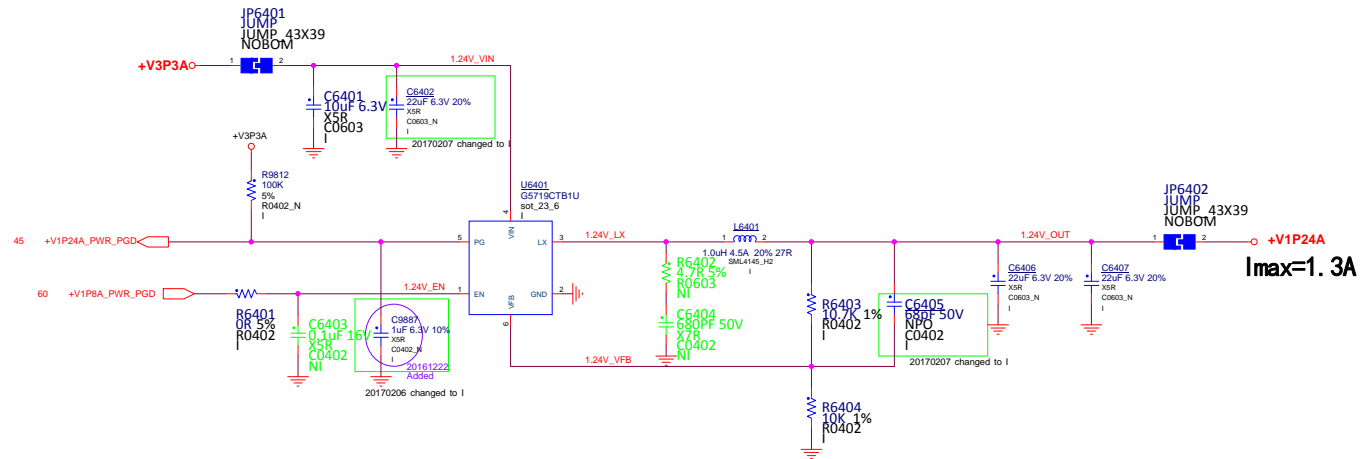 JP6401
JUMP
JUMP_43X39
NOBOM
+V3P3A
1
2
1.24V_VIN
C6401
10uF 6.3V
X5R
C0603
I
C6402
22uF 6.3V 20%
X5R
C0603_N
I
20170207 changed to I
+V3P3A
R9812
100K
5%
R0402_N
I
U6401
G5719CTB1U
sot_23_6
I
4
VIN
45
+V1P24A_PWR_PGD
5
PG
LX
3
1.24V_LX
L6401
1
2
1.0uH 4.5A 20% 27R
SML4145_H2
I
1.24V_OUT
JP6402
JUMP
JUMP_43X39
NOBOM
1
2
+V1P24A
Imax=1.3A
60
+V1P8A_PWR_PGD
1.24V_EN
1
EN
GND
2
VFB
6
R6401
0R 5%
R0402
I
C6403
0.1uF 16V
X5R
C0402
NI
C9887
1uF 6.3V 10%
X5R
C0402_N
I
20161222
Added
20170206 changed to I
R6402
4.7R 5%
R0603
NI
C6404
680PF 50V
X7R
C0402
NI
1.24V_VFB
R6403
10.7K 1%
R0402
I
C6405
68pF 50V
NPO
C0402
I
20170207 changed to I
C6406
22uF 6.3V 20%
X5R
C0603_N
I
C6407
22uF 6.3V 20%
X5R
C0603_N
I
R6404
10K 1%
R0402
I